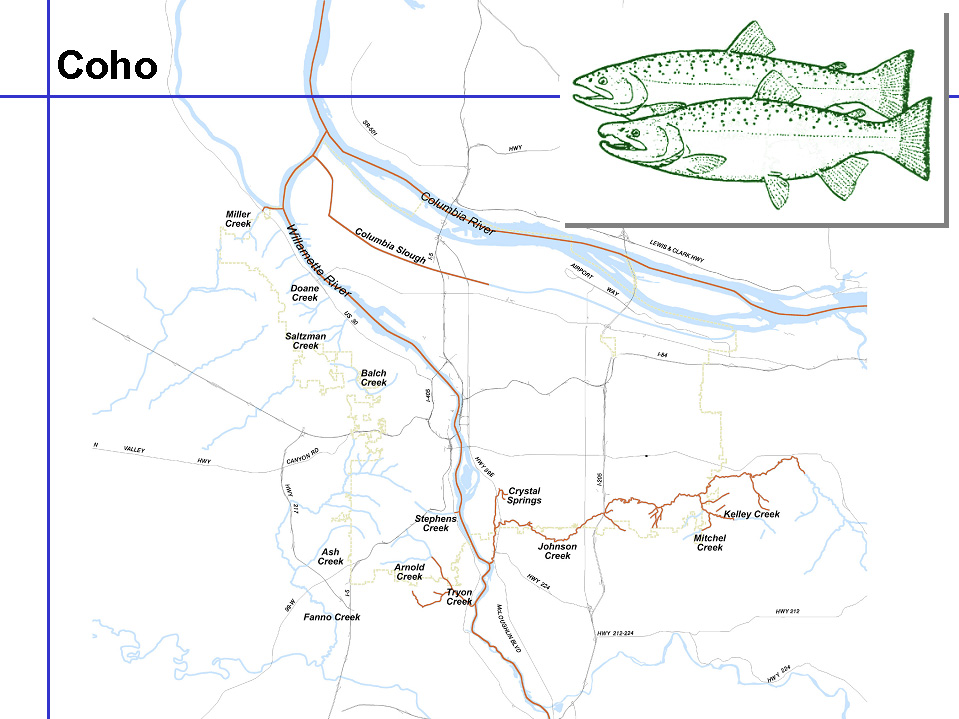 Coho
SR-501
HWY
Columbia River
Miller
Creek
Columbia Slough
I-5
LEWIS & CLARK HWY
Willamette River
AIRPORT
WAY
Doane
Creek
US 30
Saltzman
Creek
I-84
Balch
Creek
I-405
N
VALLEY
HWY
CANYON RD
HWY 99E
I-205
HWY
217
Crystal
Springs
Stephens
Creek
Kelley Creek
Johnson
Creek
Mitchel
Creek
Ash
Creek
Arnold
Creek
HWY 224
Tryon
Creek
I-5
99-W
Fanno Creek
McLOUGHLIN BLVD
HWY 212
HWY 212-224
HWY 224